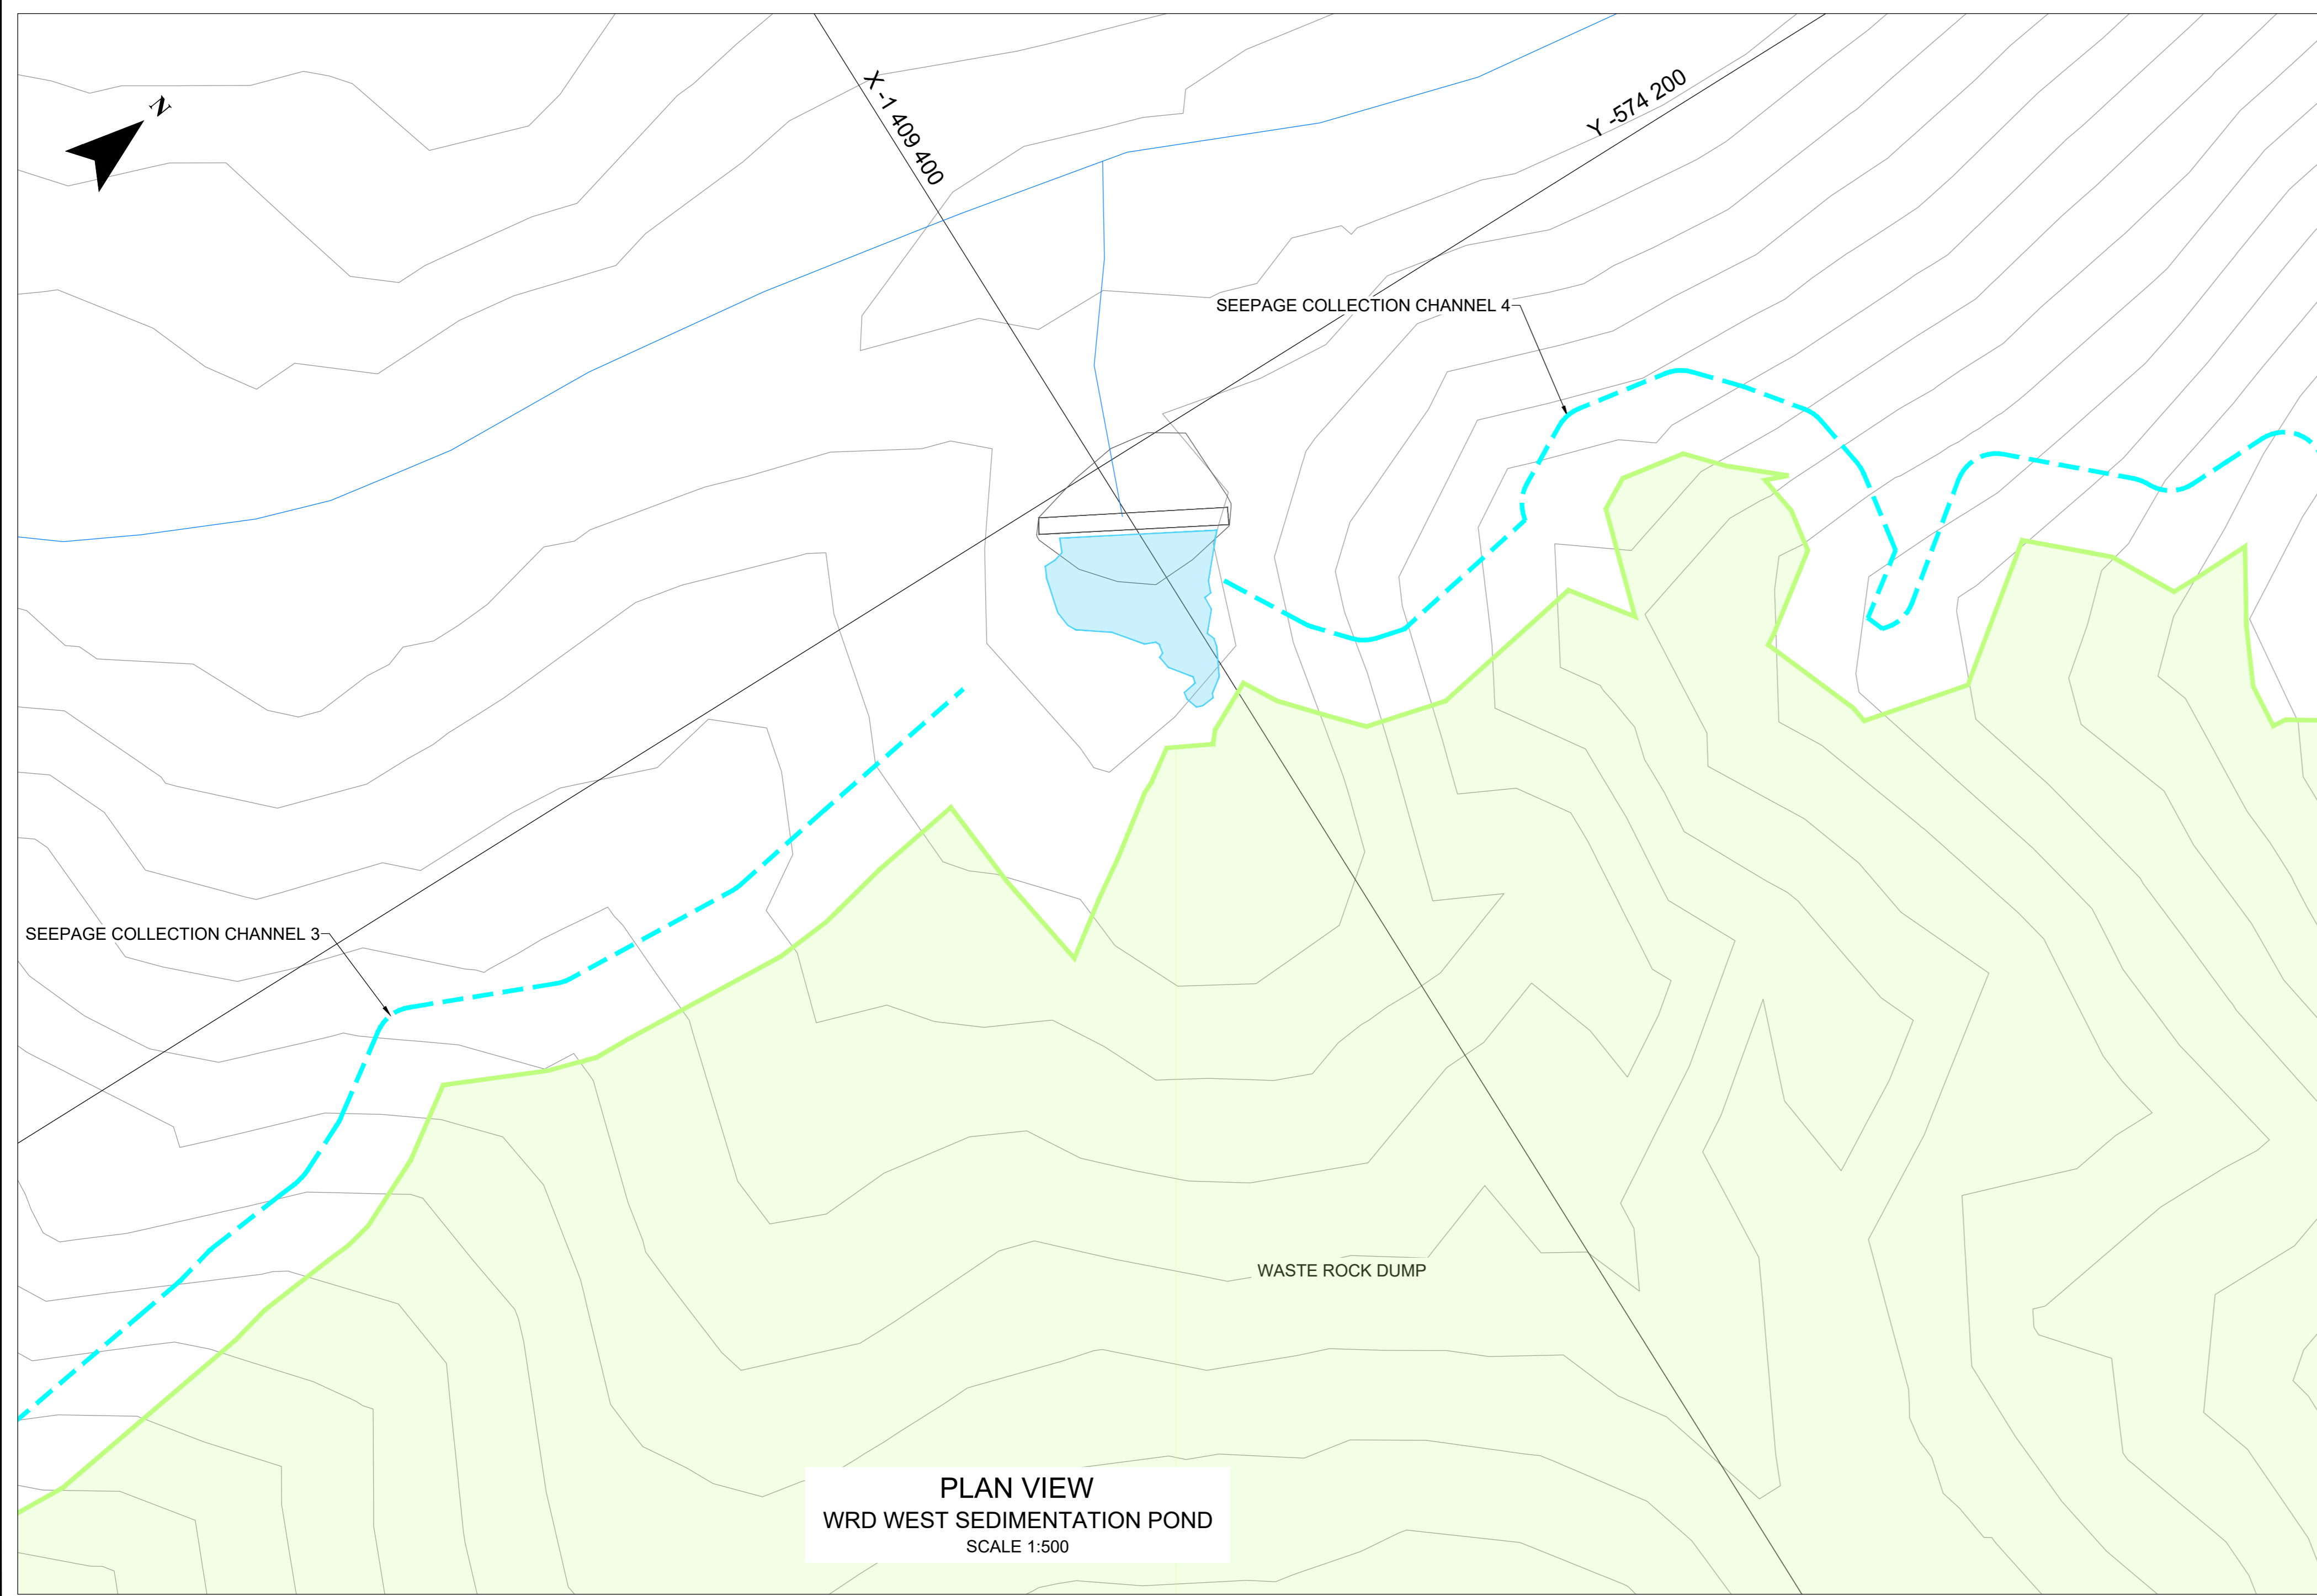 N
X -1 409 400
Y -574 200
SEEPAGE COLLECTION CHANNEL 4
SEEPAGE COLLECTION CHANNEL 3
WASTE ROCK DUMP
PLAN VIEW
WRD WEST SEDIMENTATION POND
SCALE 1:500